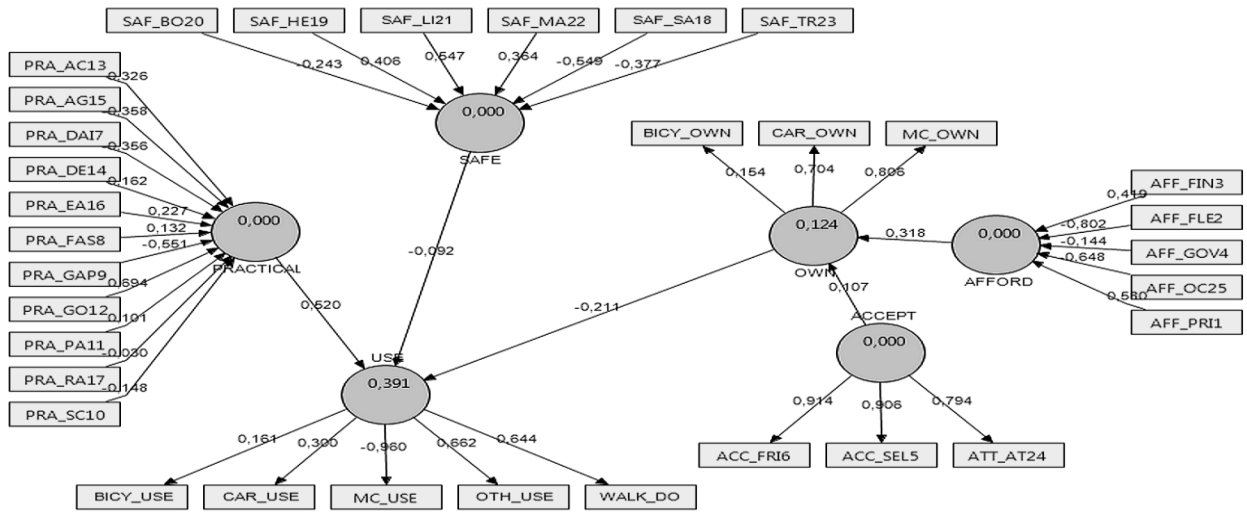 SAF_BO20 SAF_HE19 SAF_LI21 SAF_MA22 SAF_SA18 SAF_TR23
-0,243 0,406 0,547 0,364 -0,549 -0,377
0,000
SAFE
PRA_AC13
0,326
PRA_AG15
-0,358
PRA_DAI7
-0,356
PRA_DE14
0,162
PRA_EA16
0,227
PRA_FAS8
0,132
-0,551
PRA_GAP9
0,694
PRA_GO12
0,101
PRA_PA11
-0,030
PRA_RA17
-0,148
PRA_SC10
0,000
PRACTICAL
0,520
-0,092
-0,211
BICY_OWN CAR_OWN MC_OWN
0,154 0,704 0,806
0,124
OWN
0,318
0,107
0,000
AFFORD
AFF_FIN3
0,419
AFF_FLE2
-0,802
AFF_GOV4
-0,144
-0,648
AFF_OC25
AFF_PRI1
ACCEPT
0,000
0,914 0,906 0,794
ACC_FRI6 ACC_SEL5 ATT_AT24
USE
0,391
0,161 0,300 -0,960 0,662 0,644
BICY_USE CAR_USE MC_USE OTH_USE WALK_DO